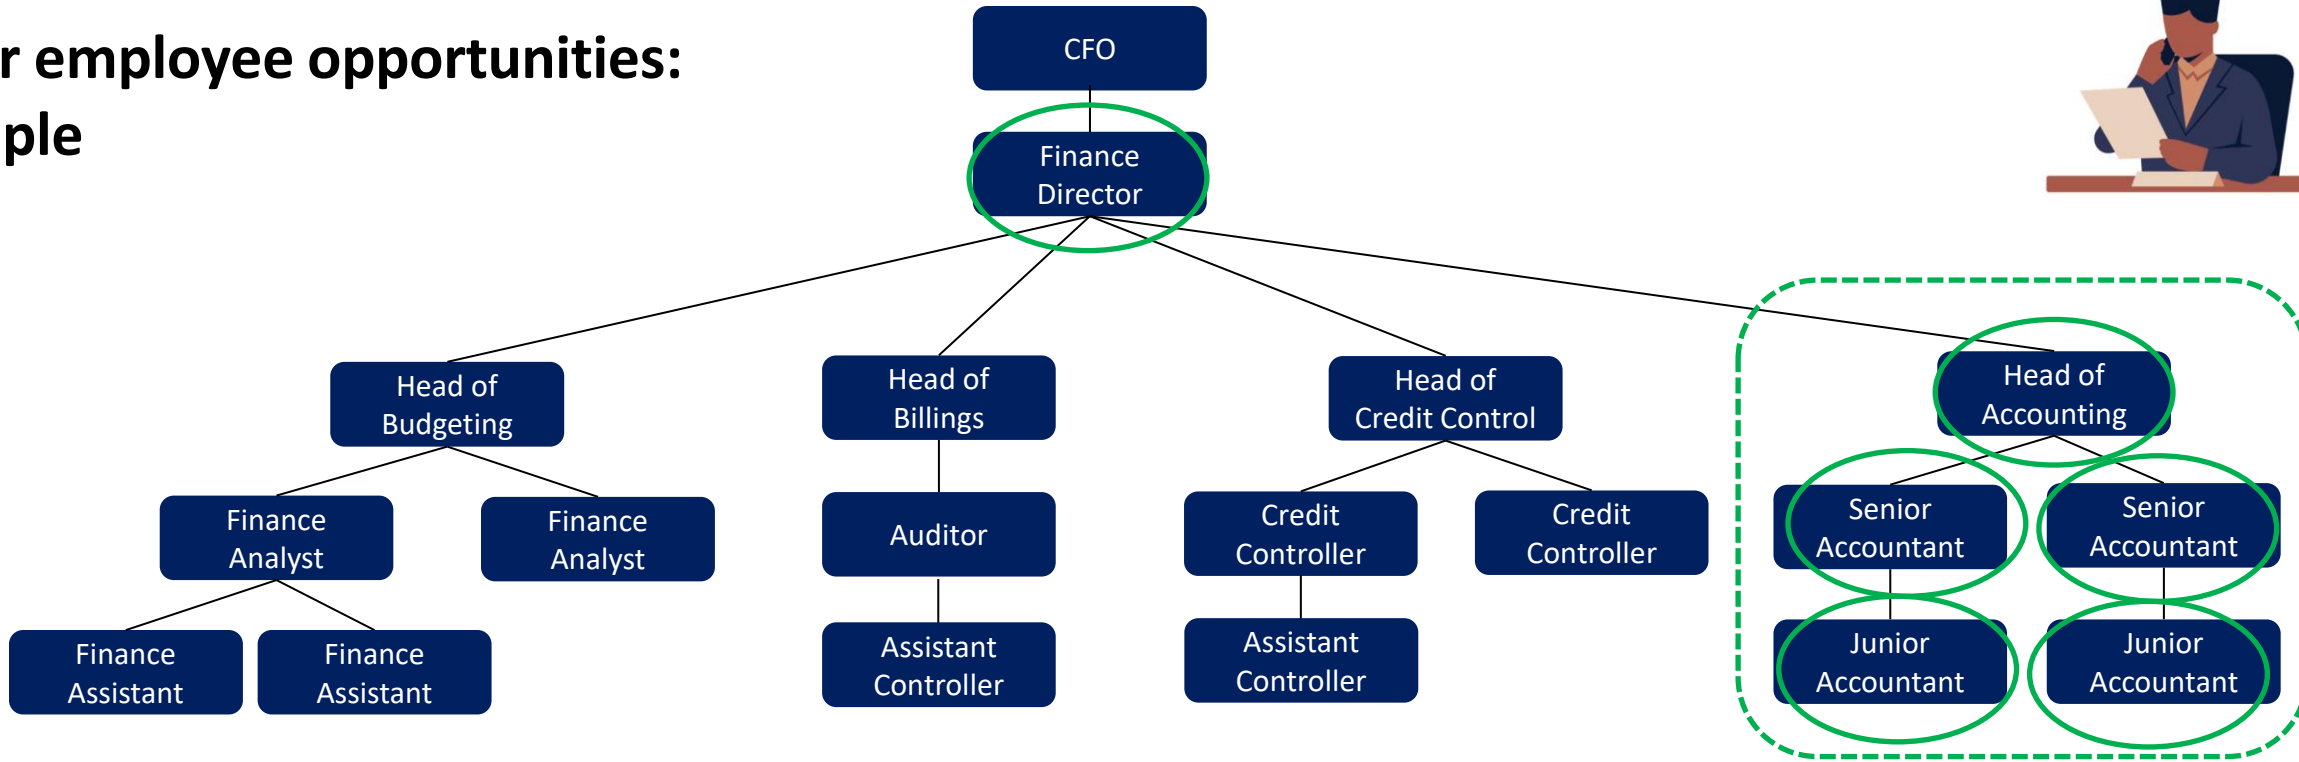 r employee opportunities:
ple
CFO
Finance
Director
Head of
Budgeting
Head of
Billings
Head of
Credit Control
Head of
Accounting
Finance
Analyst
Finance
Analyst
Auditor
Credit
Controller
Credit
Controller
Senior
Accountant
Senior
Accountant
Finance
Assistant
Finance
Assistant
Assistant
Controller
Assistant
Controller
Junior
Accountant
Junior
Accountant